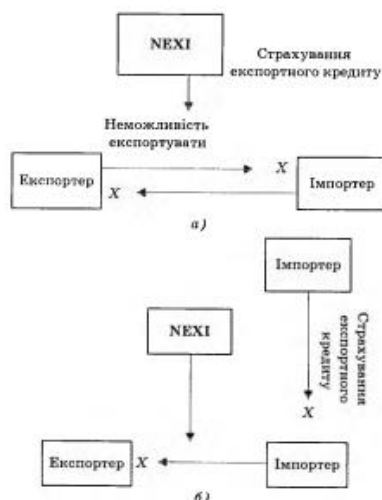 NEXI
Страхування
експортного кредиту
Неможливість
експортувати
Експортер
X
X
Імпортер
а)
Імпортер
NEXI
Страхування
експортного
кредиту
X
Експортер
X
Імпортер
б)